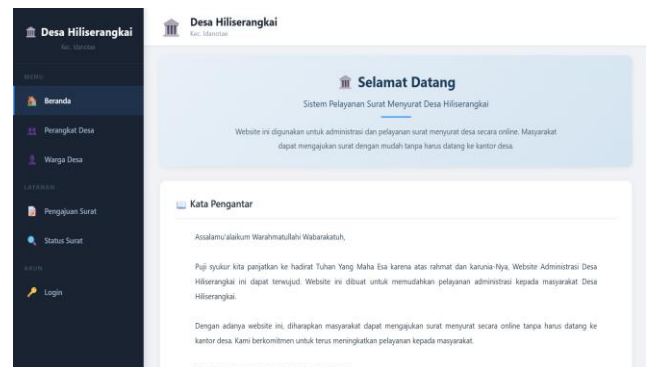 Desa Hiliserangkai
Kec. Idanotae
MENU
Beranda
Perangkat Desa
Warga Desa
LAYANAN
Pengajuan Surat
Status Surat
AKUN
Login
Desa Hiliserangkai
Kec. Idanotae
Selamat Datang
Sistem Pelayanan Surat Menyurat Desa Hiliserangkai
Website ini digunakan untuk administrasi dan pelayanan surat menyurat desa secara online. Masyarakat
dapat mengajukan surat dengan mudah tanpa harus datang ke kantor desa.
Kata Pengantar
Assalamu'alaikum Warahmatullahi Wabarakatuh,
Puji syukur kita panjatkan ke hadirat Tuhan Yang Maha Esa karena atas rahmat dan karunia-Nya, Website Administrasi Desa
Hiliserangkai ini dapat terwujud. Website ini dibuat untuk memudahkan pelayanan administrasi kepada masyarakat Desa
Hiliserangkai.
Dengan adanya website ini, diharapkan masyarakat dapat mengajukan surat menyurat secara online tanpa harus datang ke
kantor desa. Kami berkomitmen untuk terus meningkatkan pelayanan kepada masyarakat.